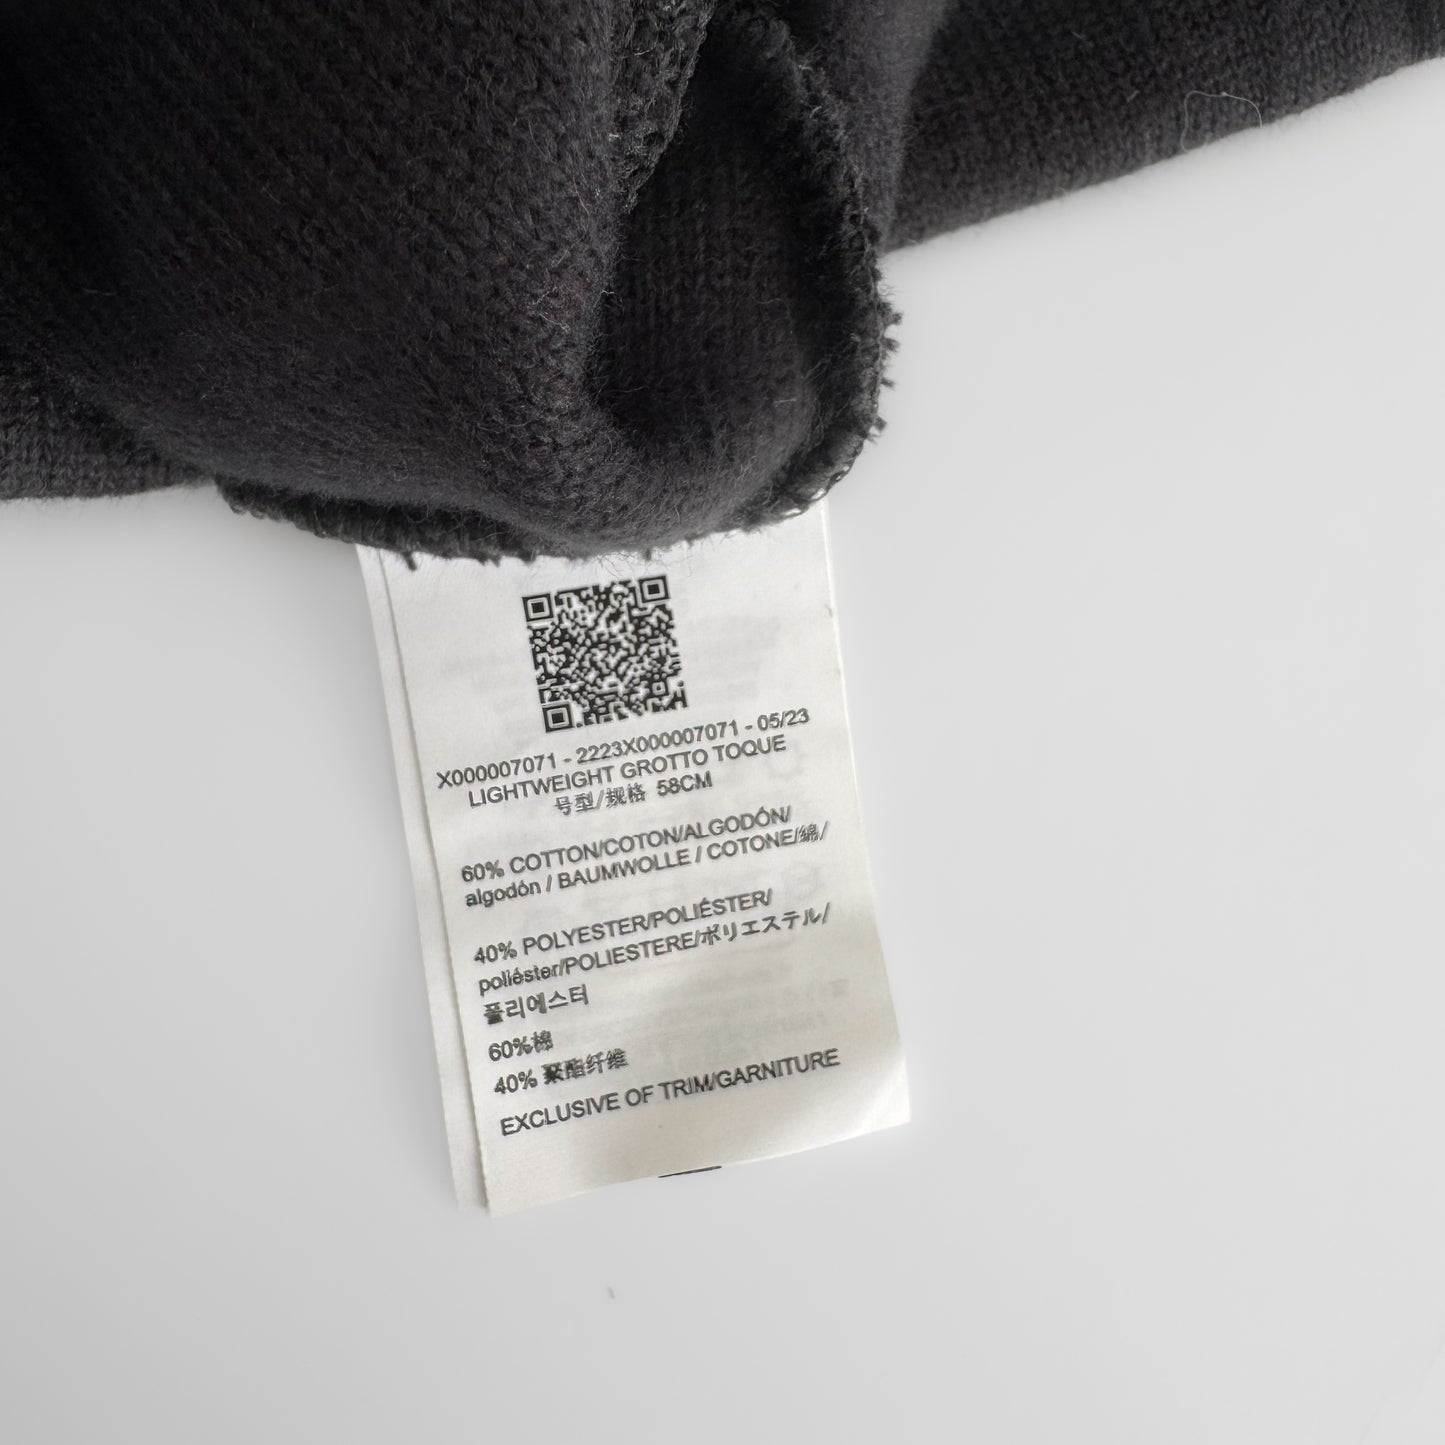 X000007071 - 2223X000007071 - 05/23
LIGHTWEIGHT GROTTO TOQUE
号型/规格 58CM
60% COTTON/COTON/ALGODÓN/
algodón / BAUMWOLLE / COTONE/綿/
40% POLYESTER/POLIÉSTER/
poliéster/POLIESTERE/ポリエステル/
폴리에스터
60%棉
40% 聚酯纤维
EXCLUSIVE OF TRIM/GARNITURE